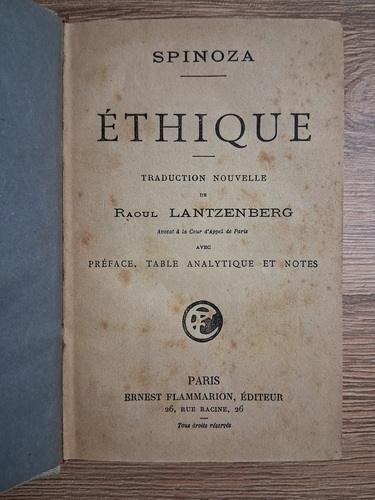 SPINOZA
ÉTHIQUE
TRADUCTION NOUVELLE
DE
RAOUL LANTZENBERG
Avocat à la Cour d'Appel de Paris
AVEC
PRÉFACE, TABLE ANALYTIQUE ET NOTES
PARIS
ERNEST FLAMMARION, ÉDITEUR
26, RUE RACINE, 26
Tous droits réservés